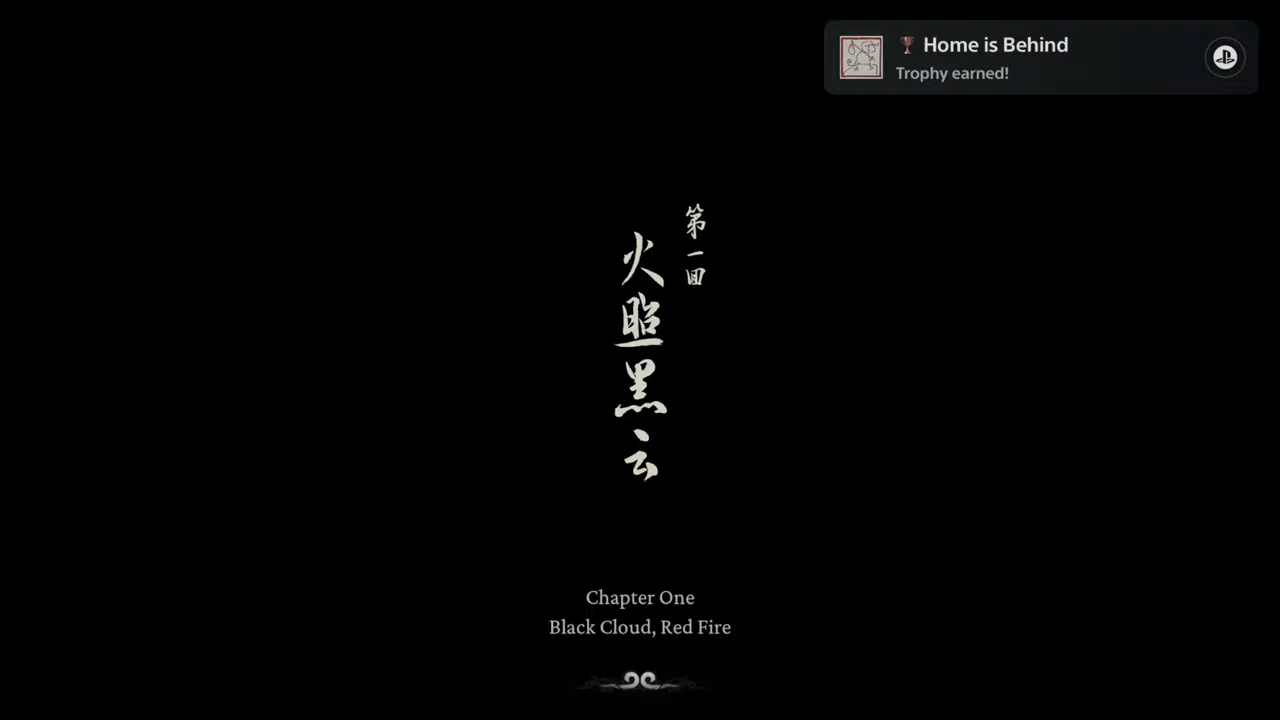 Home is Behind
Trophy earned!
第一回
火照黑云
Chapter One
Black Cloud, Red Fire